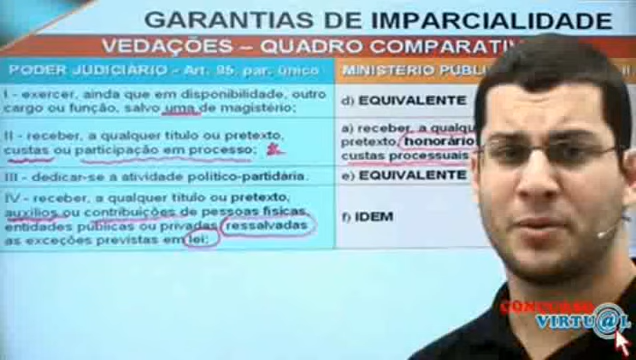 GARANTIAS DE IMPARCIALIDADE
VEDAÇÕES – QUADRO COMPARATIV
PODER JUDICIÁRIO - Art. 95, par. único
MINISTÉRIO PÚBL
I - exercer, ainda que em disponibilidade, outro
cargo ou função, salvo uma de magistério;
d) EQUIVALENTE
II - receber, a qualquer título ou pretexto,
custas ou participação em processo;
a) receber, a qualqu
pretexto, honorário
custas processuais
III - dedicar-se a atividade político-partidária.
e) EQUIVALENTE
IV - receber, a qualquer título ou pretexto,
auxílios ou contribuições de pessoas físicas,
entidades públicas ou privadas, ressalvadas
as exceções previstas em lei;
f) IDEM
CONCURSO
VIRTU@L